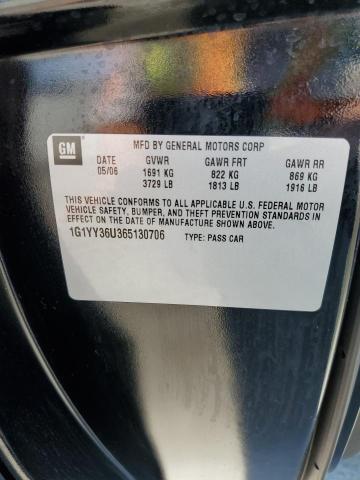 GM
MFD BY GENERAL MOTORS CORP
DATE GVWR GAWR FRT GAWR RR
05/06 1691 KG 822 KG 869 KG
3729 LB 1813 LB 1916 LB
THIS VEHICLE CONFORMS TO ALL APPLICABLE U.S. FEDERAL MOTOR
VEHICLE SAFETY, BUMPER, AND THEFT PREVENTION STANDARDS IN
EFFECT ON THE DATE OF MANUFACTURE SHOWN ABOVE.
1G1YY36U365130706 TYPE: PASS CAR